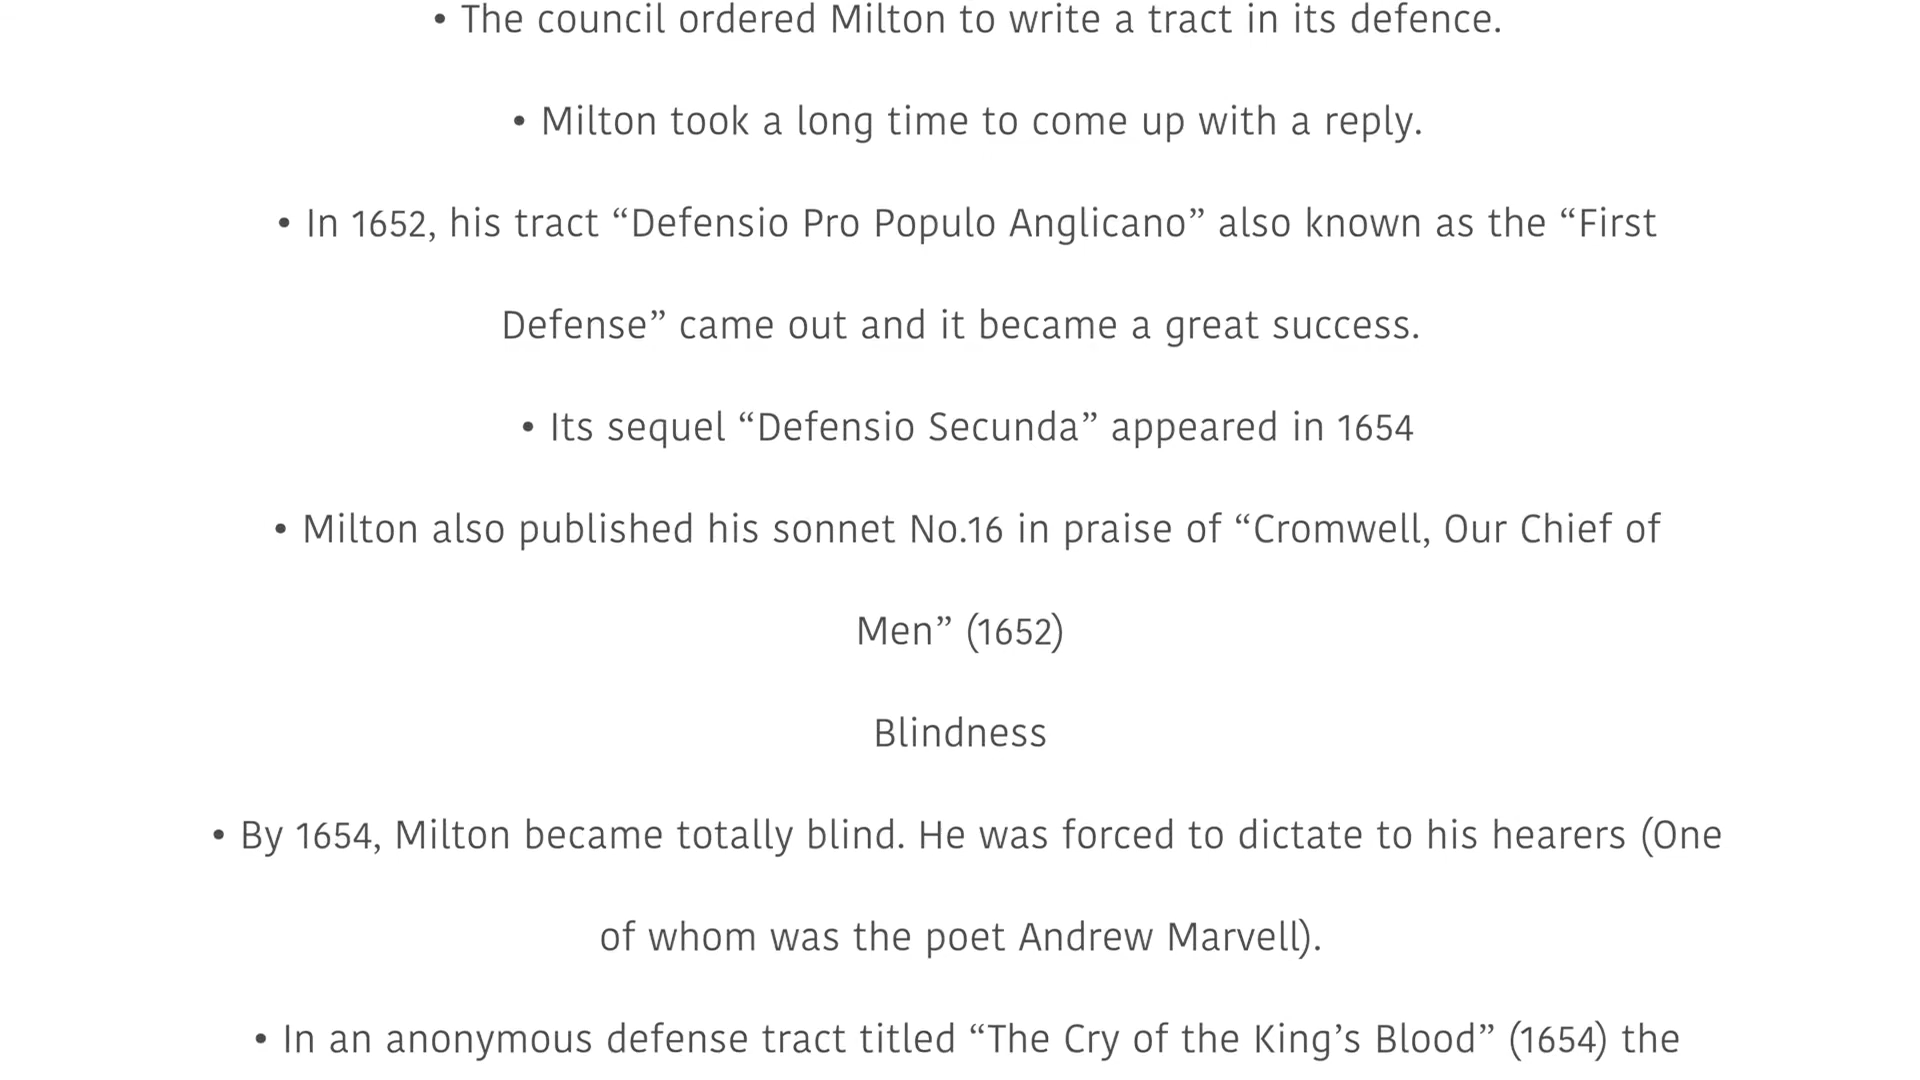 • The council ordered Milton to write a tract in its defence.
• Milton took a long time to come up with a reply.
• In 1652, his tract “Defensio Pro Populo Anglicano” also known as the “First
Defense” came out and it became a great success.
• Its sequel “Defensio Secunda” appeared in 1654
• Milton also published his sonnet No.16 in praise of “Cromwell, Our Chief of
Men” (1652)
Blindness
• By 1654, Milton became totally blind. He was forced to dictate to his hearers (One
of whom was the poet Andrew Marvell).
• In an anonymous defense tract titled “The Cry of the King’s Blood” (1654) the